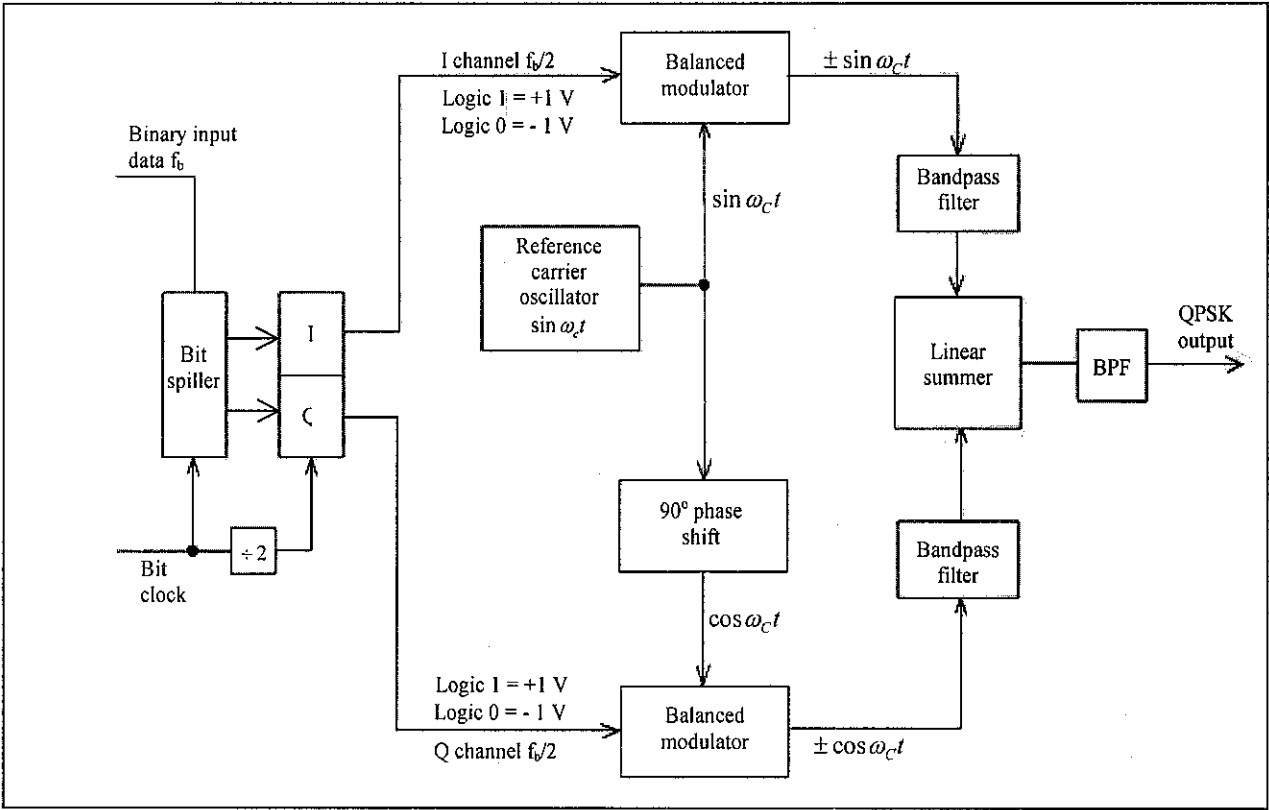 I channel f_b/2
Logic 1 = +1 V
Logic 0 = - 1 V
Balanced
modulator
± sin ω_C t
Binary input
data f_b
Bandpass
filter
sin ω_C t
Reference
carrier
oscillator
sin ω_c t
Bit
spiller
I
Q
Linear
summer
BPF
QPSK
output
90° phase
shift
÷ 2
Bit
clock
Bandpass
filter
cos ω_C t
Logic 1 = +1 V
Logic 0 = - 1 V
Q channel f_b/2
Balanced
modulator
± cos ω_C t